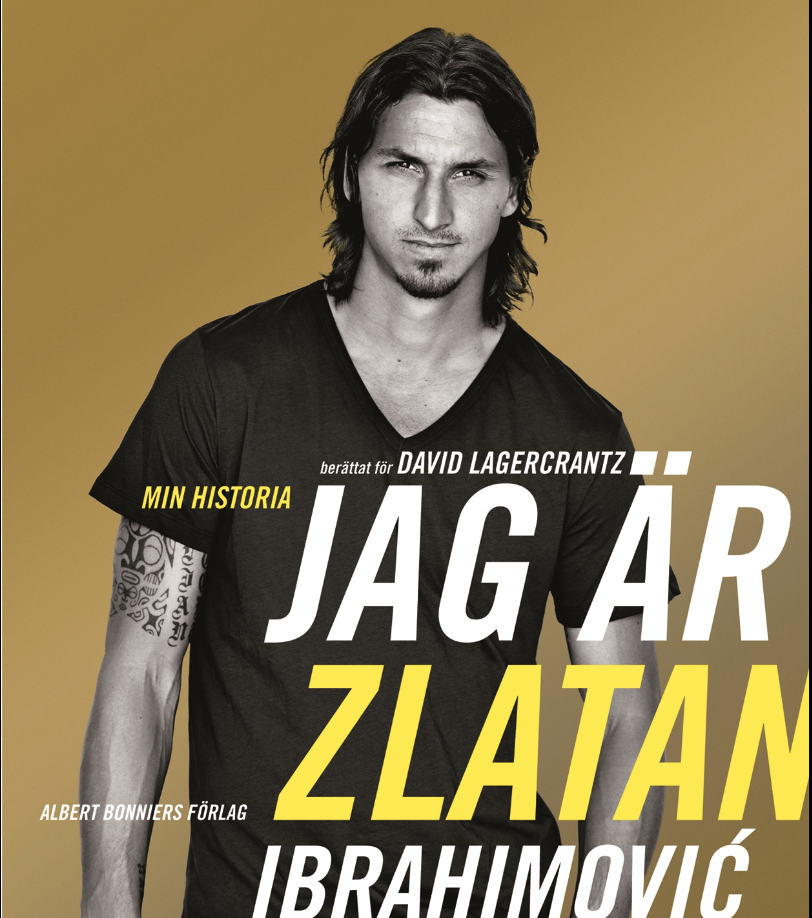 berättat för DAVID LAGERCRANTZ
MIN HISTORIA
JAG ÄR
ZLATAN
ALBERT BONNIERS FÖRLAG
IBRAHIMOVIĆ